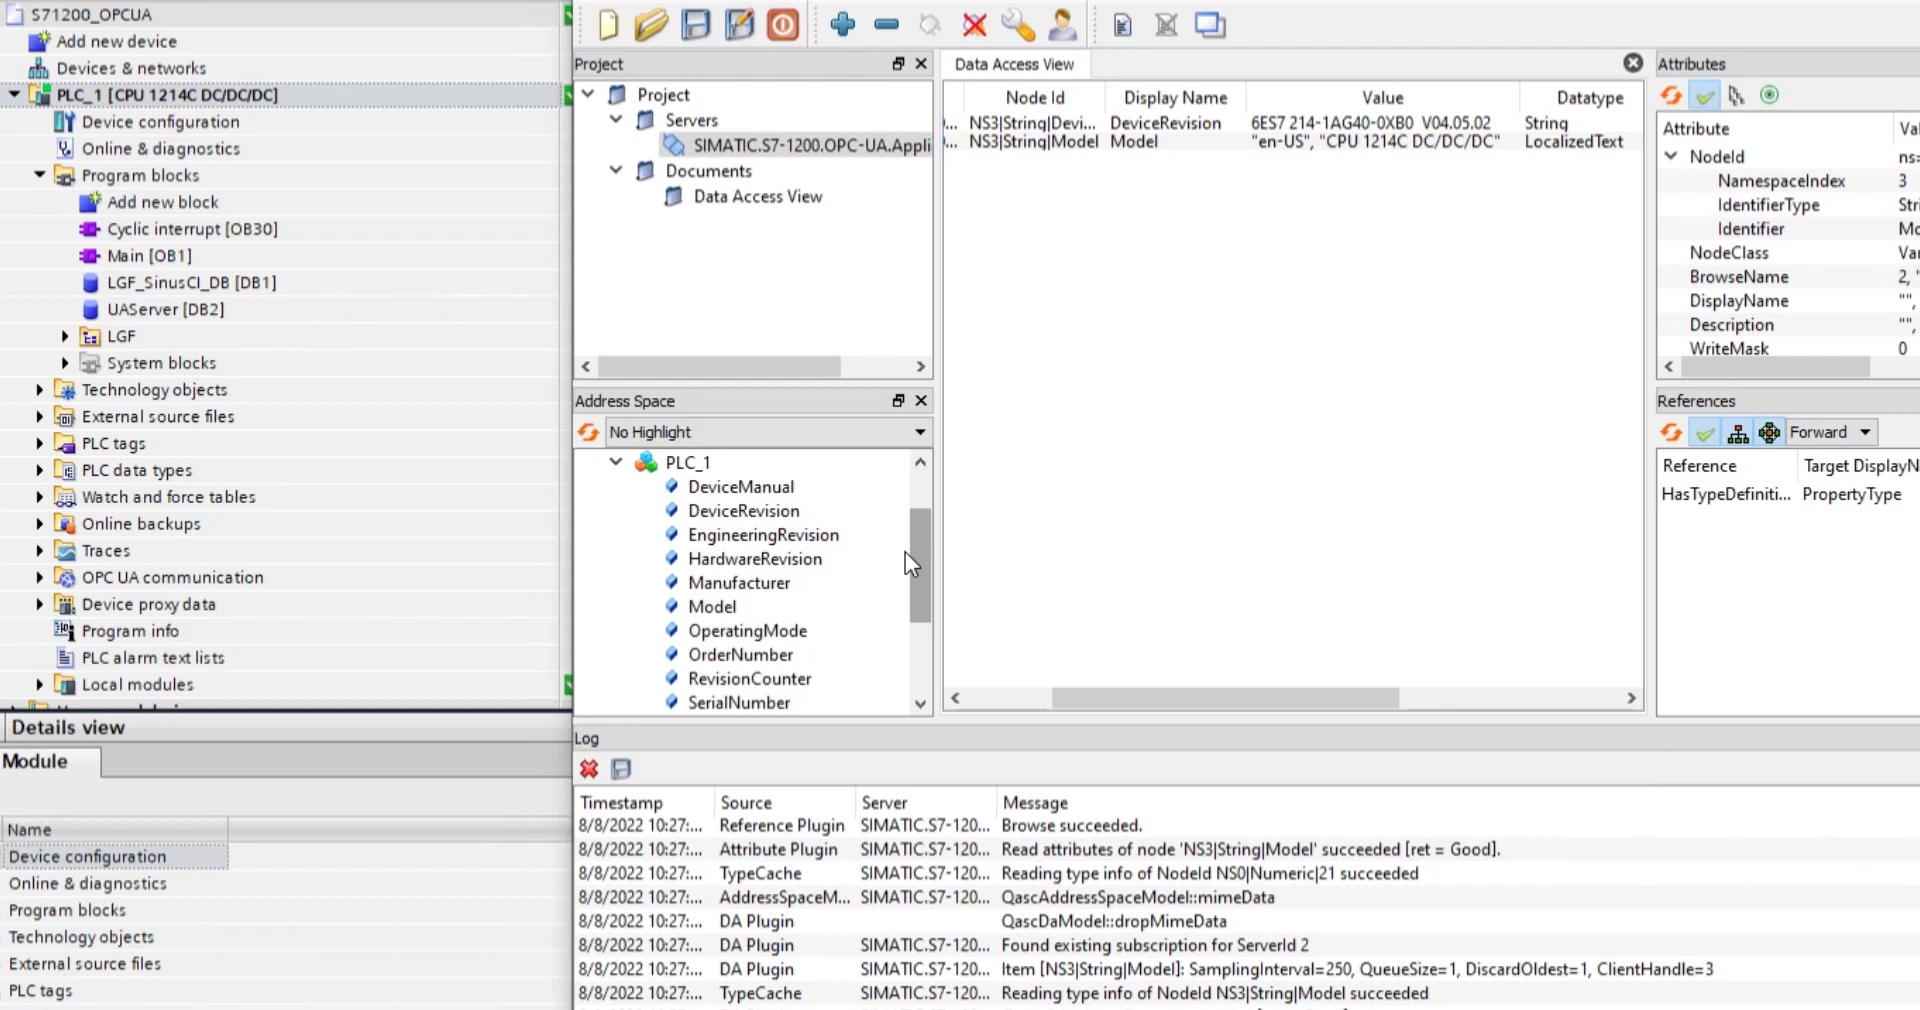 S71200_OPCUA
Add new device
Devices & networks
PLC_1 [CPU 1214C DC/DC/DC]
Device configuration
Online & diagnostics
Program blocks
Add new block
Cyclic interrupt [OB30]
Main [OB1]
LGF_SinusCI_DB [DB1]
UAServer [DB2]
LGF
System blocks
Technology objects
External source files
PLC tags
PLC data types
Watch and force tables
Online backups
Traces
OPC UA communication
Device proxy data
Program info
PLC alarm text lists
Local modules
Details view
Module
Name
Device configuration
Online & diagnostics
Program blocks
Technology objects
External source files
PLC tags
Project
Project
Servers
SIMATIC.S7-1200.OPC-UA.Appli
Documents
Data Access View
Address Space
No Highlight
PLC_1
DeviceManual
DeviceRevision
EngineeringRevision
HardwareRevision
Manufacturer
Model
OperatingMode
OrderNumber
RevisionCounter
SerialNumber
Data Access View
Node Id Display Name Value Datatype
... NS3|String|Devi... DeviceRevision 6ES7 214-1AG40-0XB0 V04.05.02 String
... NS3|String|Model Model "en-US", "CPU 1214C DC/DC/DC" LocalizedText
Attributes
Attribute
NodeId ns=
NamespaceIndex 3
IdentifierType
Identifier
NodeClass
BrowseName 2, "
DisplayName "",
Description "",
WriteMask 0
References
Forward
Reference Target DisplayN
HasTypeDefiniti... PropertyType
Log
Timestamp Source Server Message
8/8/2022 10:27:... Reference Plugin SIMATIC.S7-120... Browse succeeded.
8/8/2022 10:27:... Attribute Plugin SIMATIC.S7-120... Read attributes of node 'NS3|String|Model' succeeded [ret = Good].
8/8/2022 10:27:... TypeCache SIMATIC.S7-120... Reading type info of NodeId NS0|Numeric|21 succeeded
8/8/2022 10:27:... AddressSpaceM... SIMATIC.S7-120... QascAddressSpaceModel::mimeData
8/8/2022 10:27:... DA Plugin QascDaModel::dropMimeData
8/8/2022 10:27:... DA Plugin SIMATIC.S7-120... Found existing subscription for ServerId 2
8/8/2022 10:27:... DA Plugin SIMATIC.S7-120... Item [NS3|String|Model]: SamplingInterval=250, QueueSize=1, DiscardOldest=1, ClientHandle=3
8/8/2022 10:27:... TypeCache SIMATIC.S7-120... Reading type info of NodeId NS3|String|Model succeeded